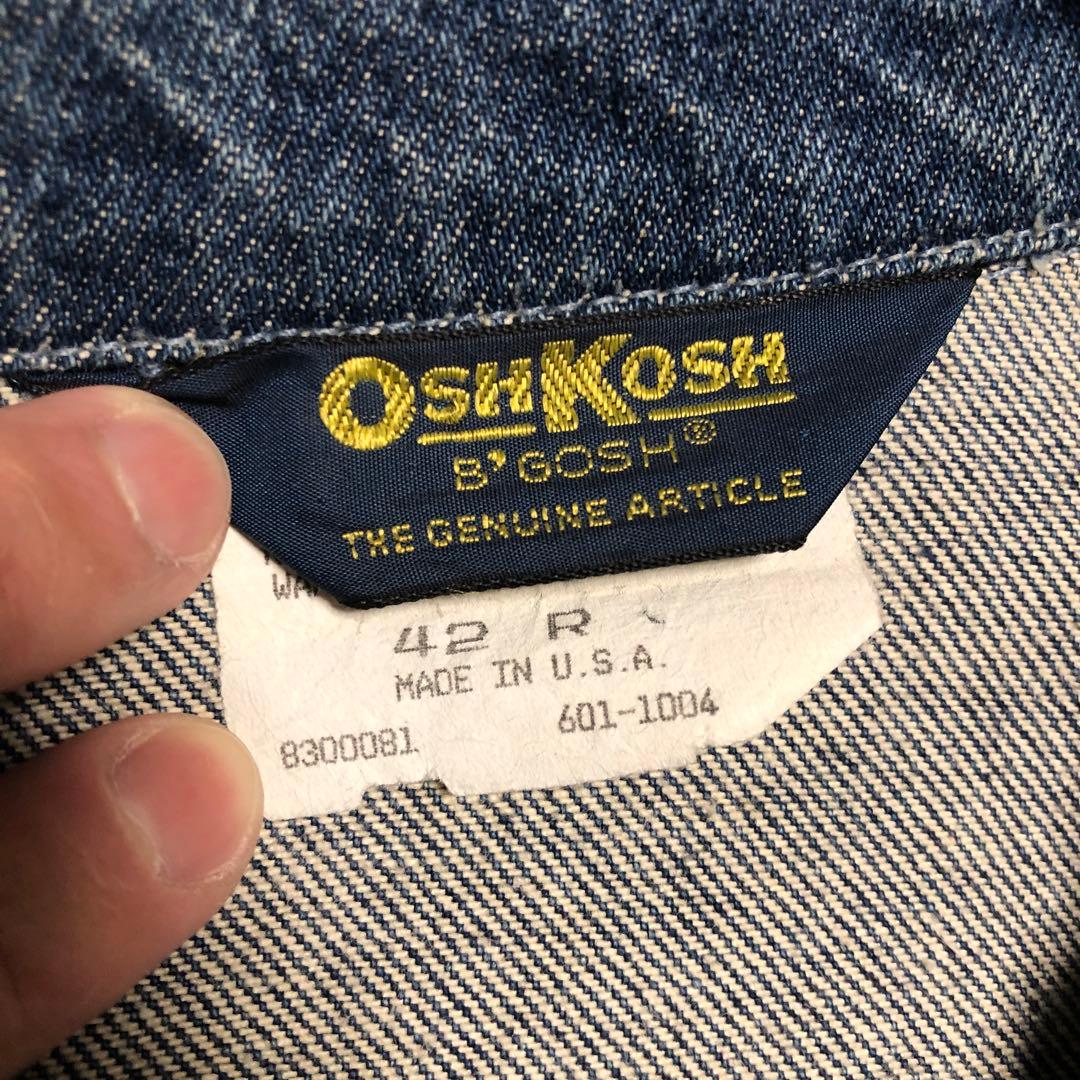 OSHKOSH
B'GOSH®
THE GENUINE ARTICLE
42 R
MADE IN U.S.A.
601-1004
8300081